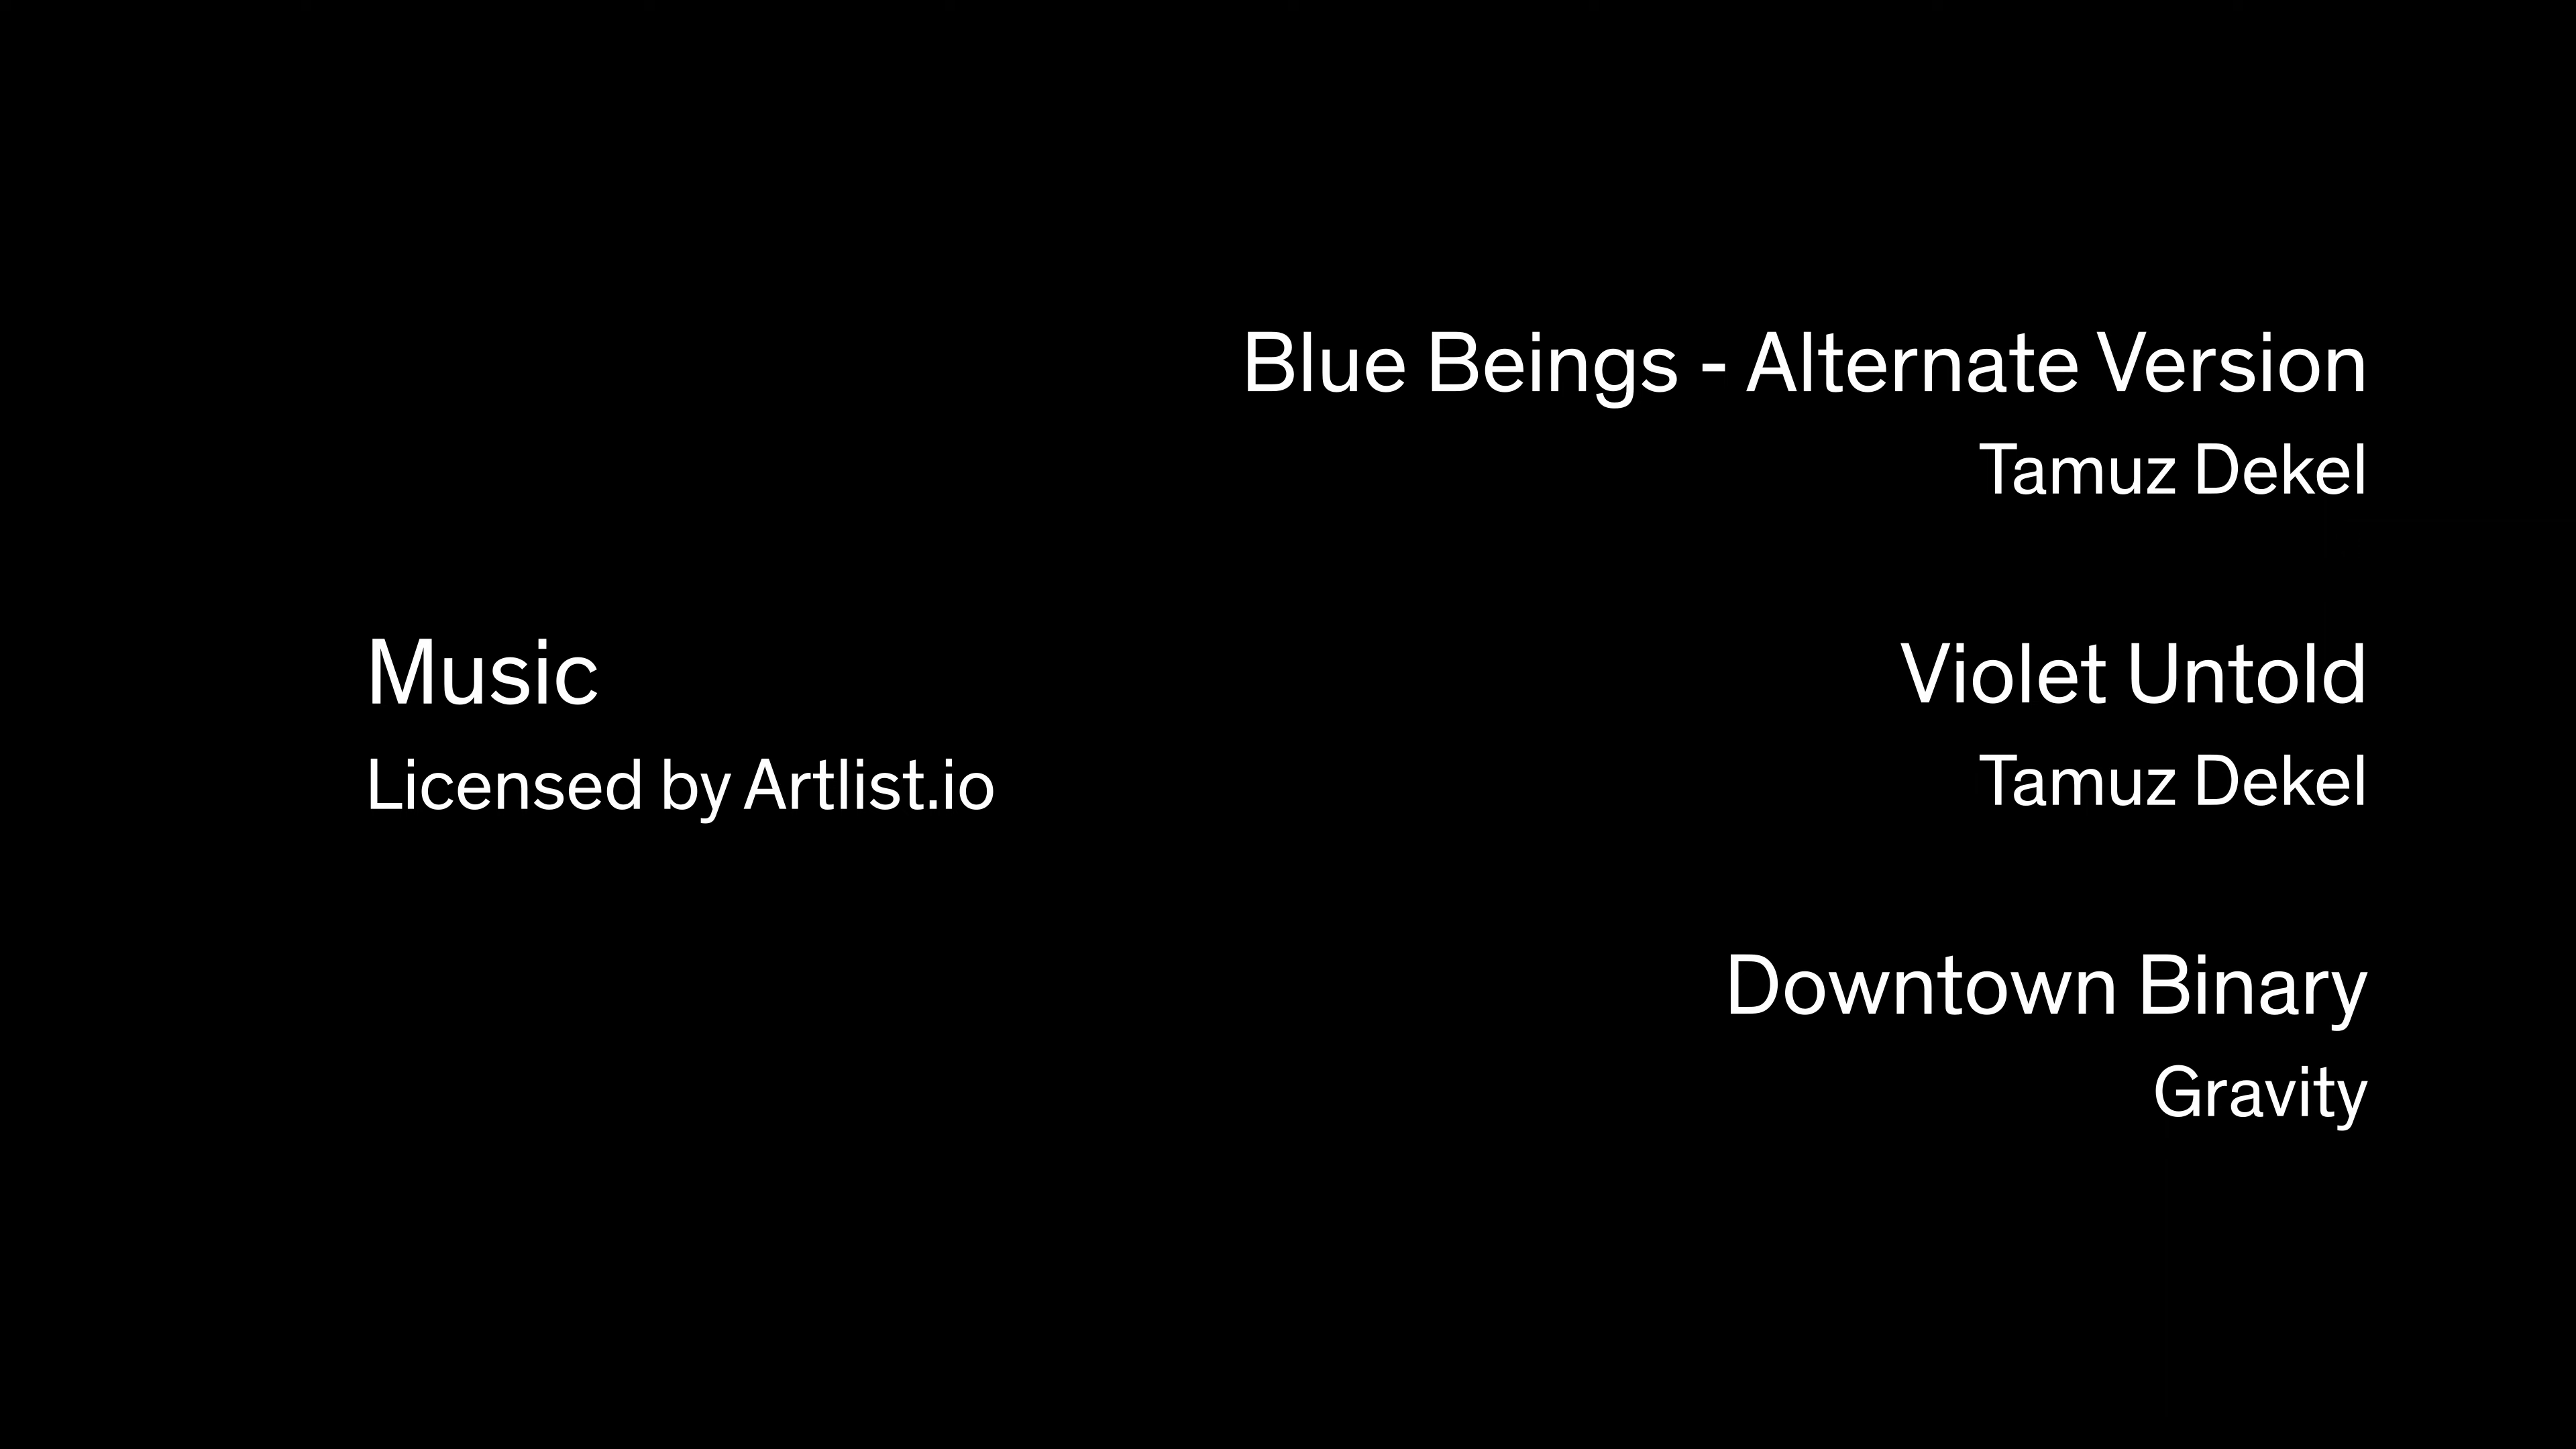 Music
Licensed by Artlist.io
Blue Beings - Alternate Version
Tamuz Dekel
Violet Untold
Tamuz Dekel
Downtown Binary
Gravity